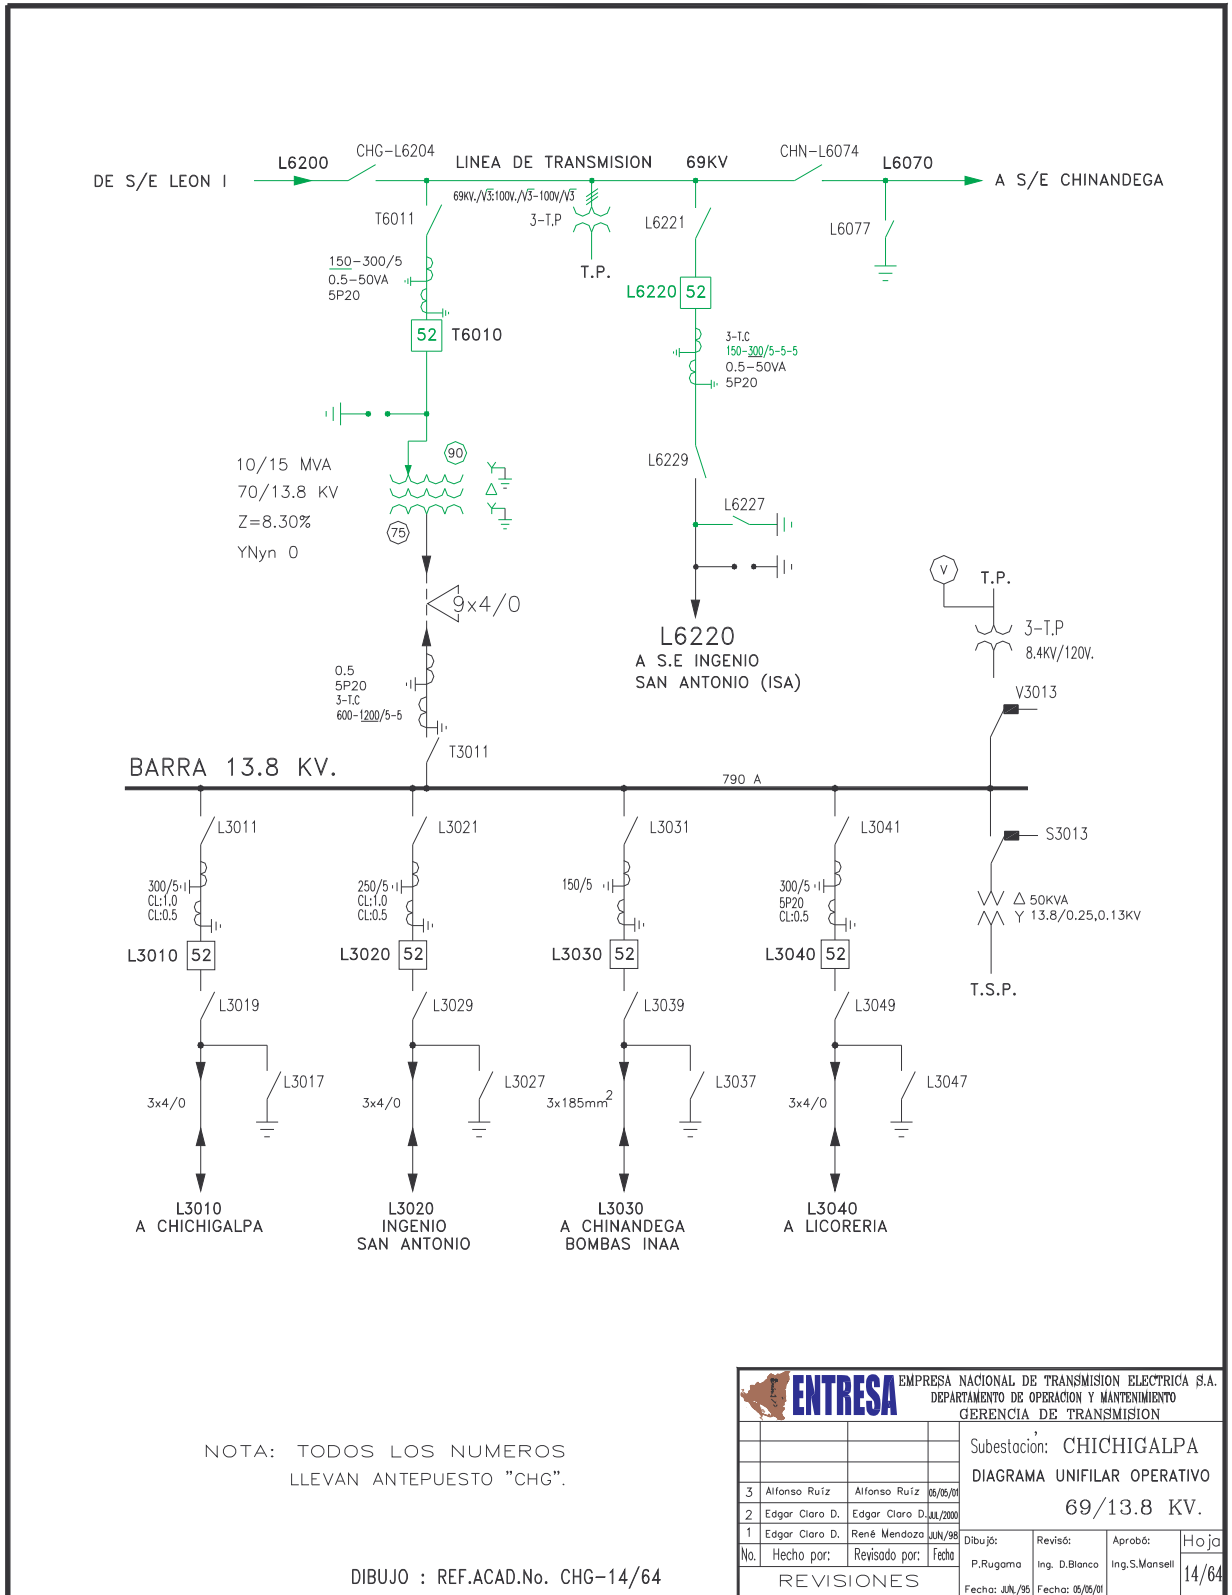 L6200
CHG-L6204
LINEA DE TRANSMISION
69KV
CHN-L6074
L6070
DE S/E LEON I
A S/E CHINANDEGA
69KV./√3:100V./√3-100V/√3
T6011
3-T.P
L6221
L6077
T.P.
150-300/5
0.5-50VA
5P20
L6220
52
52
T6010
3-T.C
150-300/5-5-5
0.5-50VA
5P20
90
10/15 MVA
70/13.8 KV
Z=8.30%
YNyn 0
75
L6229
L6227
9x4/0
V
T.P.
3-T.P
8.4KV/120V.
L6220
A S.E INGENIO
SAN ANTONIO (ISA)
0.5
5P20
3-T.C
600-1200/5-5
V3013
T3011
BARRA 13.8 KV.
790 A
L3011
L3021
L3031
L3041
S3013
300/5
CL:1.0
CL:0.5
250/5
CL:1.0
CL:0.5
150/5
300/5
5P20
CL:0.5
△ 50KVA
Y 13.8/0.25,0.13KV
L3010
52
L3020
52
L3030
52
L3040
52
T.S.P.
L3019
L3029
L3039
L3049
L3017
L3027
L3037
L3047
3x4/0
3x4/0
3x185mm²
3x4/0
L3010
A CHICHIGALPA
L3020
INGENIO
SAN ANTONIO
L3030
A CHINANDEGA
BOMBAS INAA
L3040
A LICORERIA
NOTA: TODOS LOS NUMEROS
LLEVAN ANTEPUESTO "CHG".
DIBUJO : REF.ACAD.No. CHG-14/64
ENTRESA
EMPRESA NACIONAL DE TRANSMISION ELECTRICA S.A.
DEPARTAMENTO DE OPERACION Y MANTENIMIENTO
GERENCIA DE TRANSMISION
Subestación: CHICHIGALPA
DIAGRAMA UNIFILAR OPERATIVO
69/13.8 KV.
3 Alfonso Ruíz Alfonso Ruíz 06/05/01
2 Edgar Claro D. Edgar Claro D. JUL/2000
1 Edgar Claro D. René Mendoza JUN/98
No. Hecho por: Revisado por: Fecha
REVISIONES
Dibujó:
P.Rugama
Fecha: JUN,/95
Revisó:
Ing. D.Blanco
Fecha: 05/05/01
Aprobó:
Ing.S.Mansell
Hoja
14/64